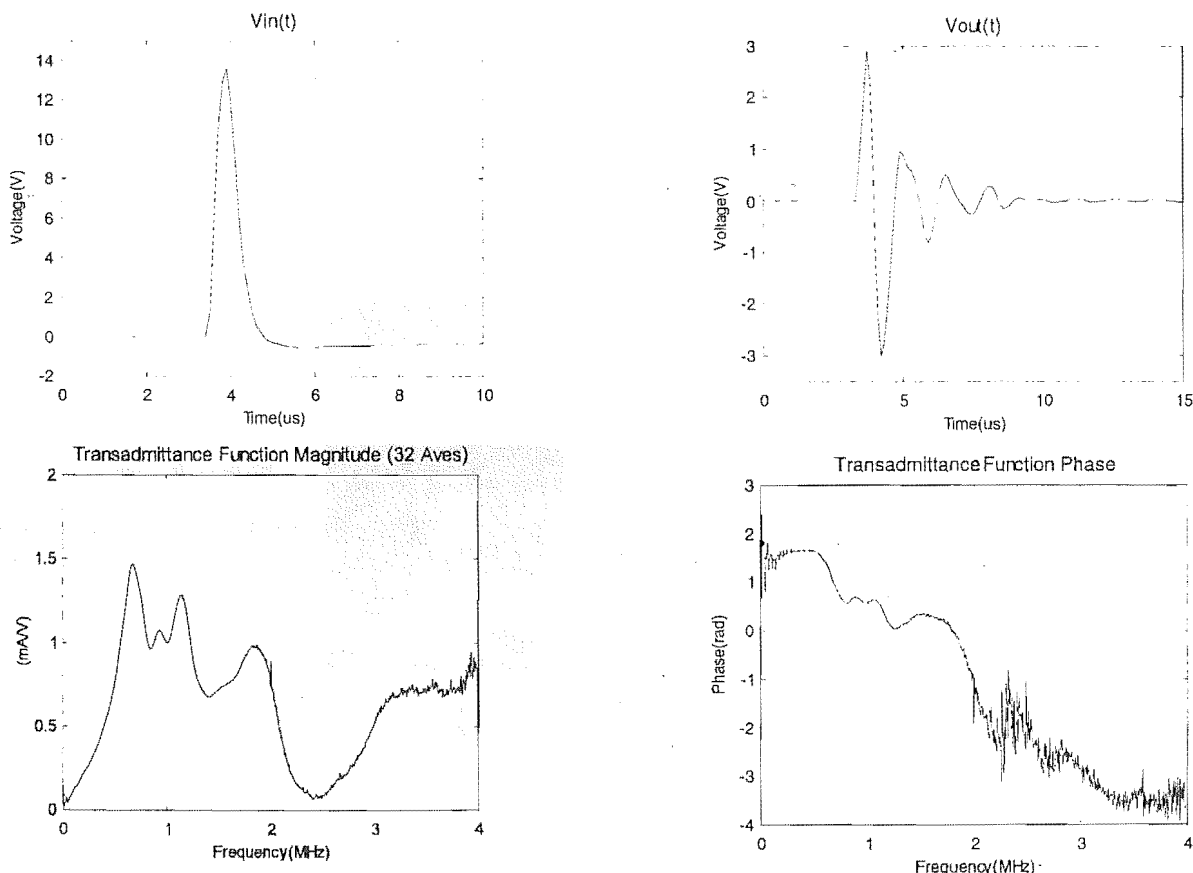 Vin(t)
14
12
10
8
6
4
2
0
-2
Voltage(V)
0 2 4 6 8 10
Time(us)
Vout(t)
3
2
1
0
-1
-2
-3
Voltage(V)
0 5 10 15
Time(us)
Transadmittance Function Magnitude (32 Aves)
2
1.5
1
0.5
0
(mA/V)
0 1 2 3 4
Frequency(MHz)
Transadmittance Function Phase
3
2
1
0
-1
-2
-3
-4
Phase(rad)
0 1 2 3 4
Frequency(MHz)